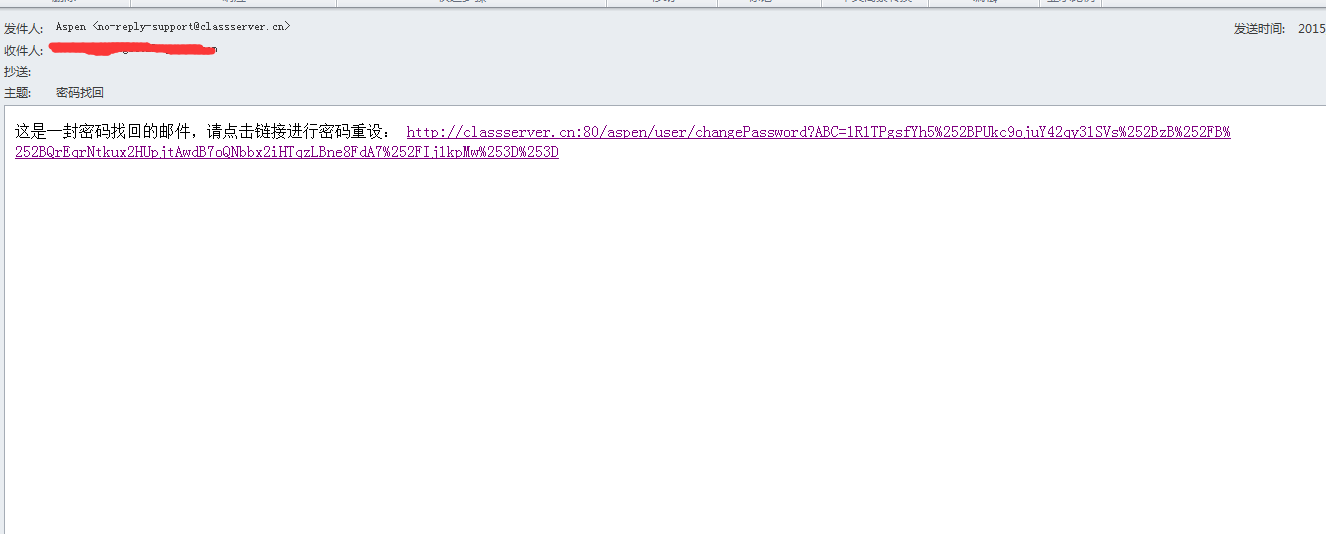 发件人: Aspen <no-reply-support@classserver.cn> 发送时间: 2015
收件人:
抄送:
主题: 密码找回
这是一封密码找回的邮件，请点击链接进行密码重设： http://classserver.cn:80/aspen/user/changePassword?ABC=1R1TPgsfYh5%252BPUkc9ojuY42qy31SVs%252BzB%252FB%
252BQrEqrNtkux2HUpjtAwdB7oQNbbx2iHTqzLBne8FdA7%252FIj1kpMw%253D%253D